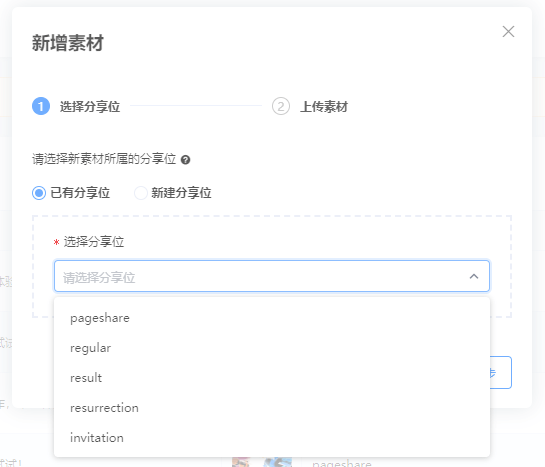 新增素材
1 选择分享位
2 上传素材
请选择新素材所属的分享位 ?
已有分享位 新建分享位
* 选择分享位
请选择分享位
pageshare
regular
result
resurrection
invitation
pageshare